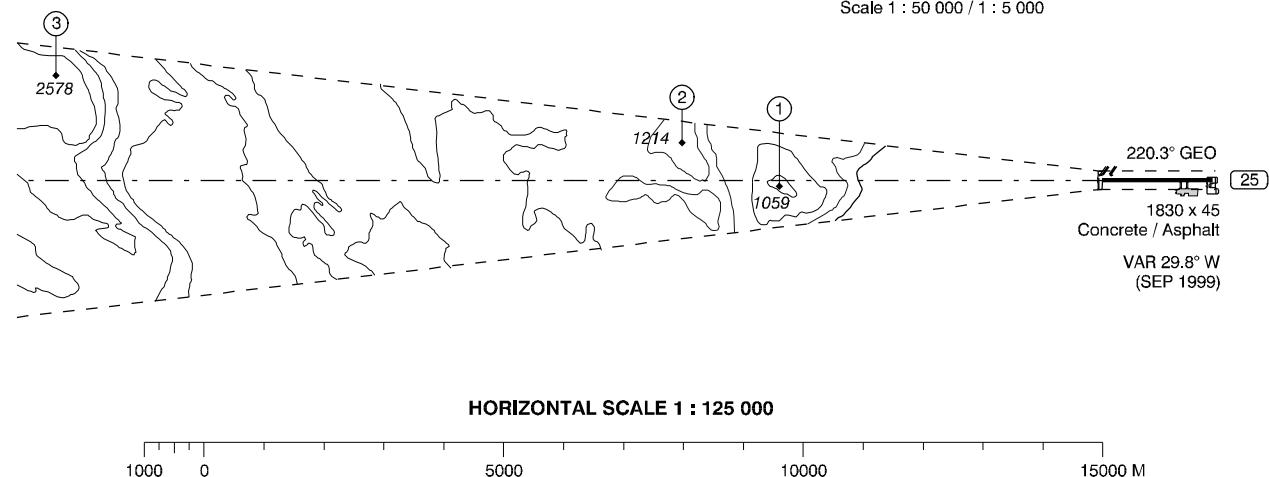 Scale 1 : 50 000 / 1 : 5 000
3
2578
2
1
1214
1059
220.3° GEO
25
1830 x 45
Concrete / Asphalt
VAR 29.8° W
(SEP 1999)
HORIZONTAL SCALE 1 : 125 000
1000 0 5000 10000 15000 M